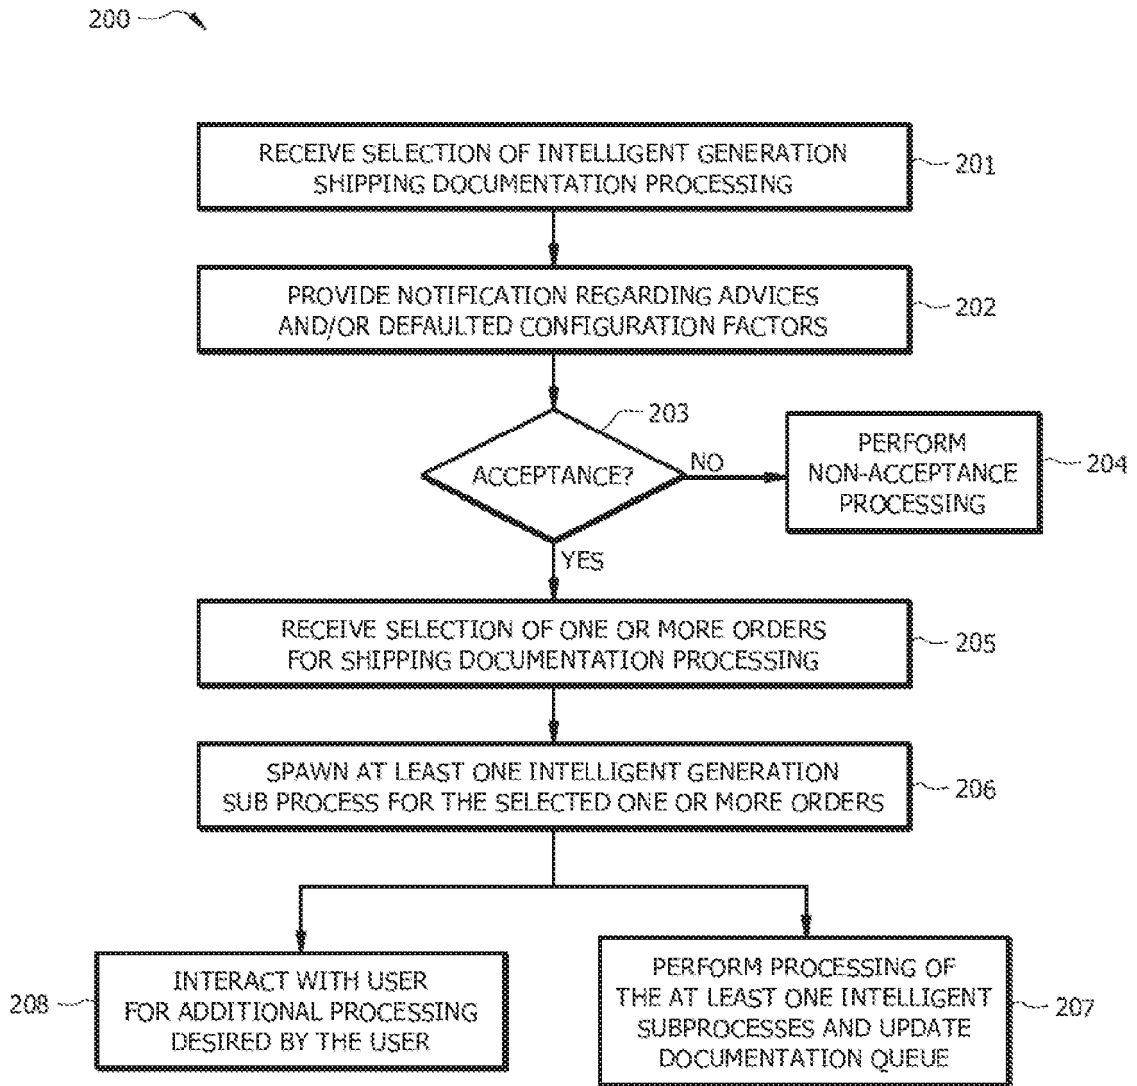 200
RECEIVE SELECTION OF INTELLIGENT GENERATION
SHIPPING DOCUMENTATION PROCESSING
201
PROVIDE NOTIFICATION REGARDING ADVICES
AND/OR DEFAULTED CONFIGURATION FACTORS
202
203
ACCEPTANCE?
NO
PERFORM
NON-ACCEPTANCE
PROCESSING
204
YES
RECEIVE SELECTION OF ONE OR MORE ORDERS
FOR SHIPPING DOCUMENTATION PROCESSING
205
SPAWN AT LEAST ONE INTELLIGENT GENERATION
SUB PROCESS FOR THE SELECTED ONE OR MORE ORDERS
206
208
INTERACT WITH USER
FOR ADDITIONAL PROCESSING
DESIRED BY THE USER
PERFORM PROCESSING OF
THE AT LEAST ONE INTELLIGENT
SUBPROCESSES AND UPDATE
DOCUMENTATION QUEUE
207